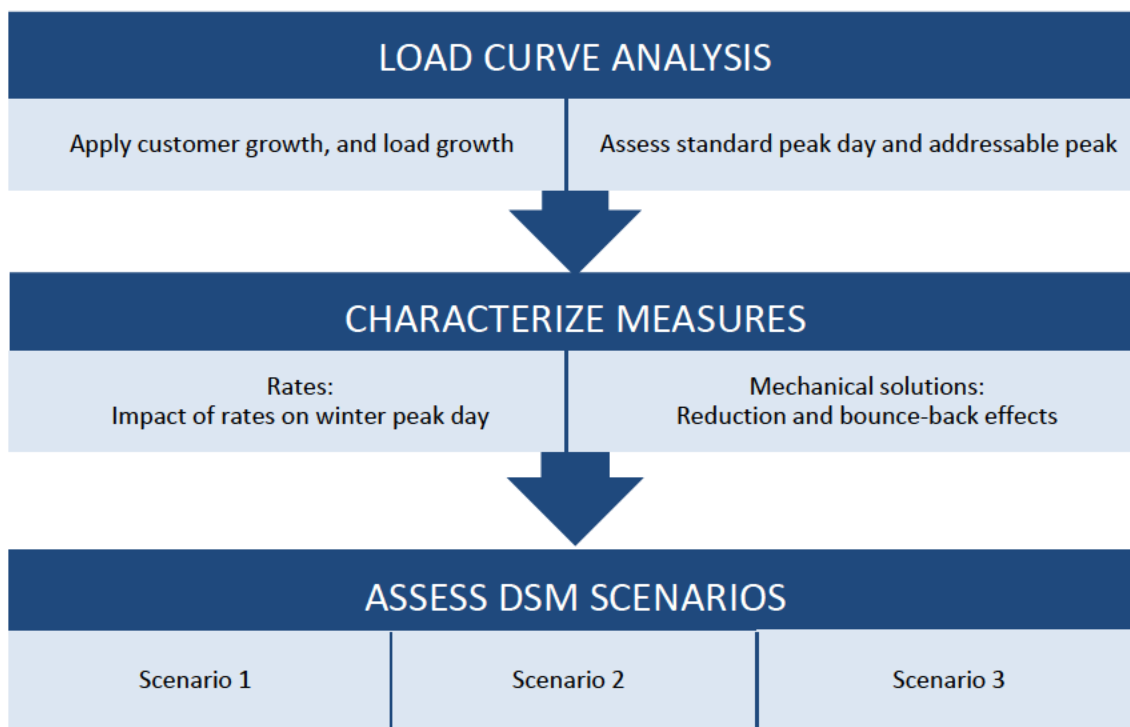 LOAD CURVE ANALYSIS
Apply customer growth, and load growth
Assess standard peak day and addressable peak
CHARACTERIZE MEASURES
Rates:
Impact of rates on winter peak day
Mechanical solutions:
Reduction and bounce-back effects
ASSESS DSM SCENARIOS
Scenario 1
Scenario 2
Scenario 3